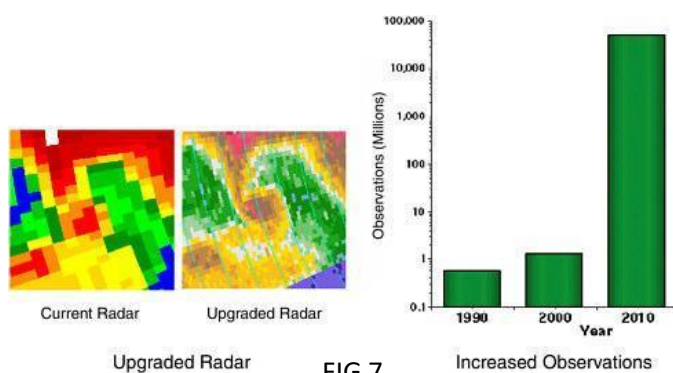 Current Radar
Upgraded Radar
Upgraded Radar
FIG 7
Observations (Millions)
100,000
10,000
1,000
100
10
1
0.1
1990
2000
2010
Year
Increased Observations